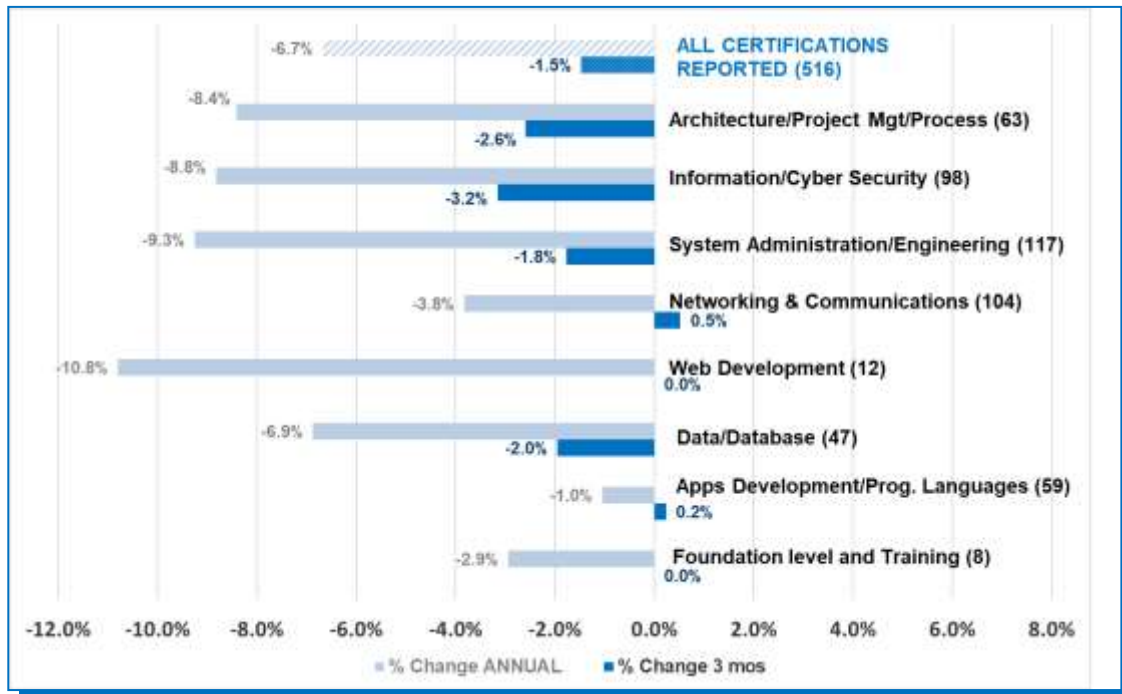 -6.7%
ALL CERTIFICATIONS
REPORTED (516)
-1.5%
-8.4%
Architecture/Project Mgt/Process (63)
-2.6%
-8.8%
Information/Cyber Security (98)
-3.2%
-9.3%
System Administration/Engineering (117)
-1.8%
-3.8%
Networking & Communications (104)
0.5%
-10.8%
Web Development (12)
0.0%
-6.9%
Data/Database (47)
-2.0%
-1.0%
Apps Development/Prog. Languages (59)
0.2%
-2.9%
Foundation level and Training (8)
0.0%
-12.0% -10.0% -8.0% -6.0% -4.0% -2.0% 0.0% 2.0% 4.0% 6.0% 8.0%
% Change ANNUAL % Change 3 mos